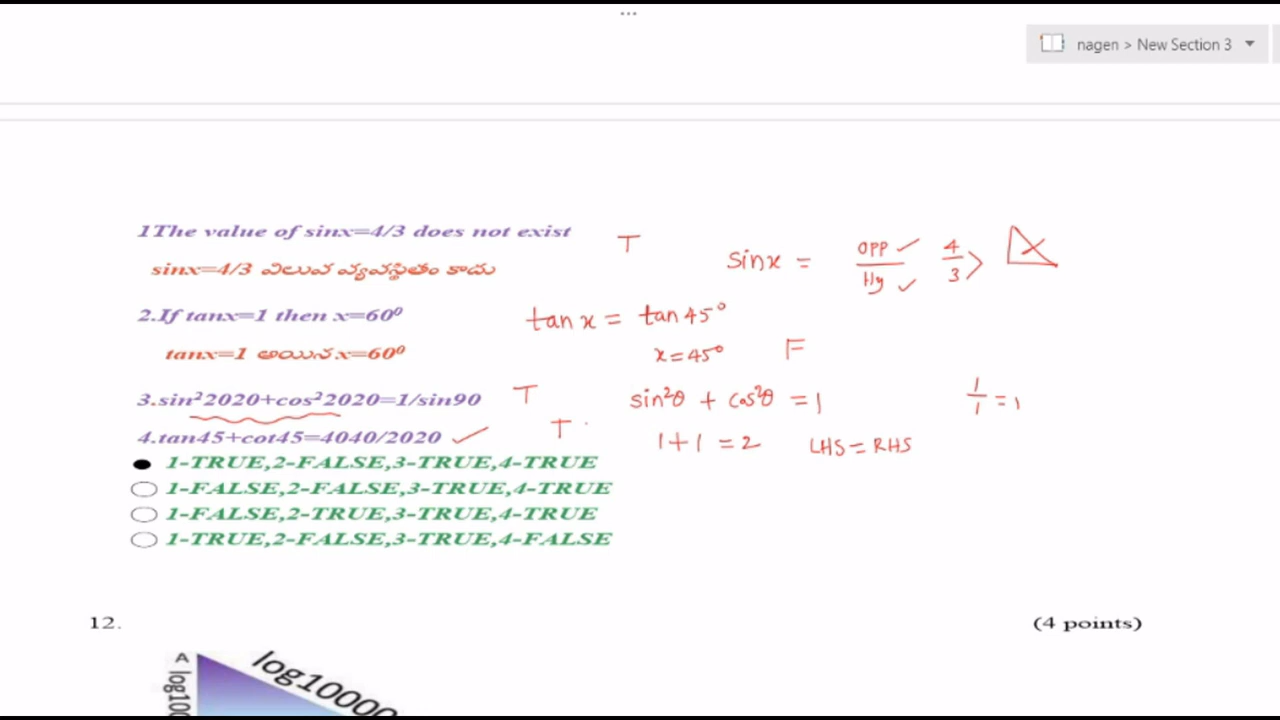 ...
nagen > New Section 3
1The value of sinx=4/3 does not exist T
sinx=4/3 విలువ వ్యవస్థితం కాదు
sinx = OPP/Hy 4/3 >
2.If tanx=1 then x=60⁰
tan x = tan 45°
tanx=1 అయిన x=60⁰
x=45° F
3.sin²2020+cos²2020=1/sin90 T
sin²θ + cos²θ = 1
1/1 = 1
4.tan45+cot45=4040/2020 ✓ T
1+1 = 2 LHS = RHS
1-TRUE,2-FALSE,3-TRUE,4-TRUE
1-FALSE,2-FALSE,3-TRUE,4-TRUE
1-FALSE,2-TRUE,3-TRUE,4-TRUE
1-TRUE,2-FALSE,3-TRUE,4-FALSE
12. (4 points)
A
log10000
log100